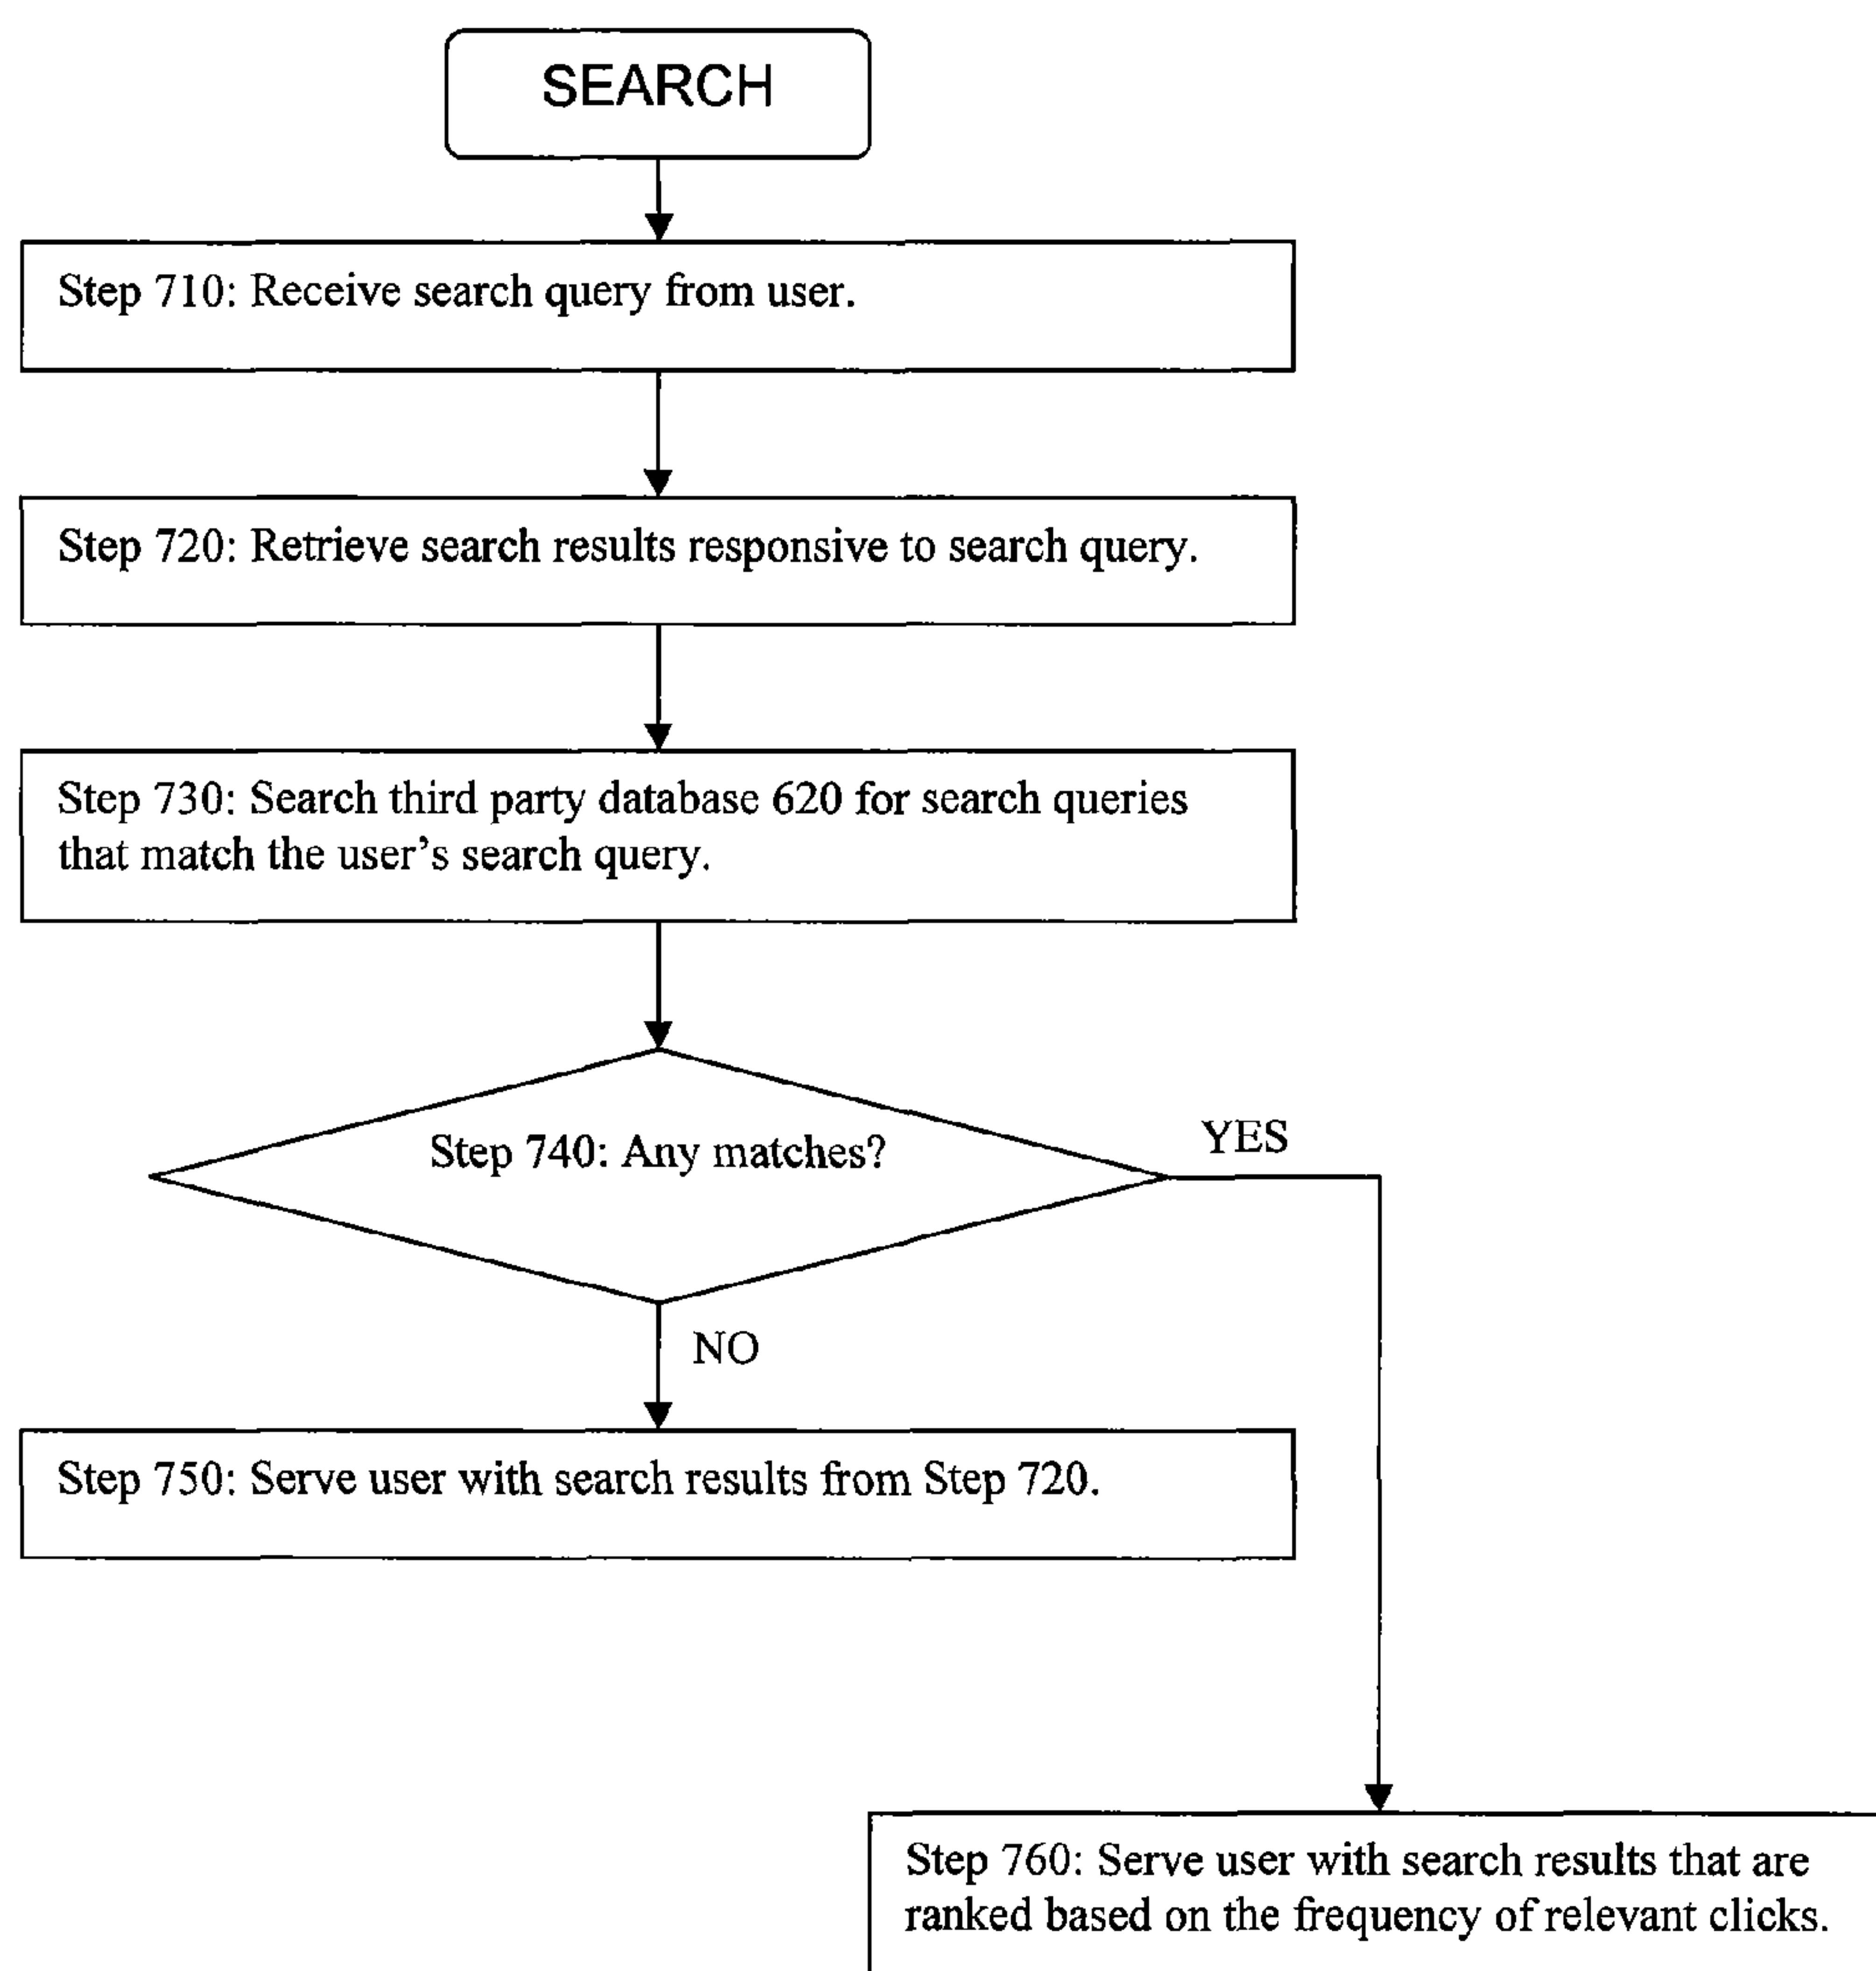 SEARCH
Step 710: Receive search query from user.
Step 720: Retrieve search results responsive to search query.
Step 730: Search third party database 620 for search queries
that match the user's search query.
Step 740: Any matches?
YES
NO
Step 750: Serve user with search results from Step 720.
Step 760: Serve user with search results that are
ranked based on the frequency of relevant clicks.